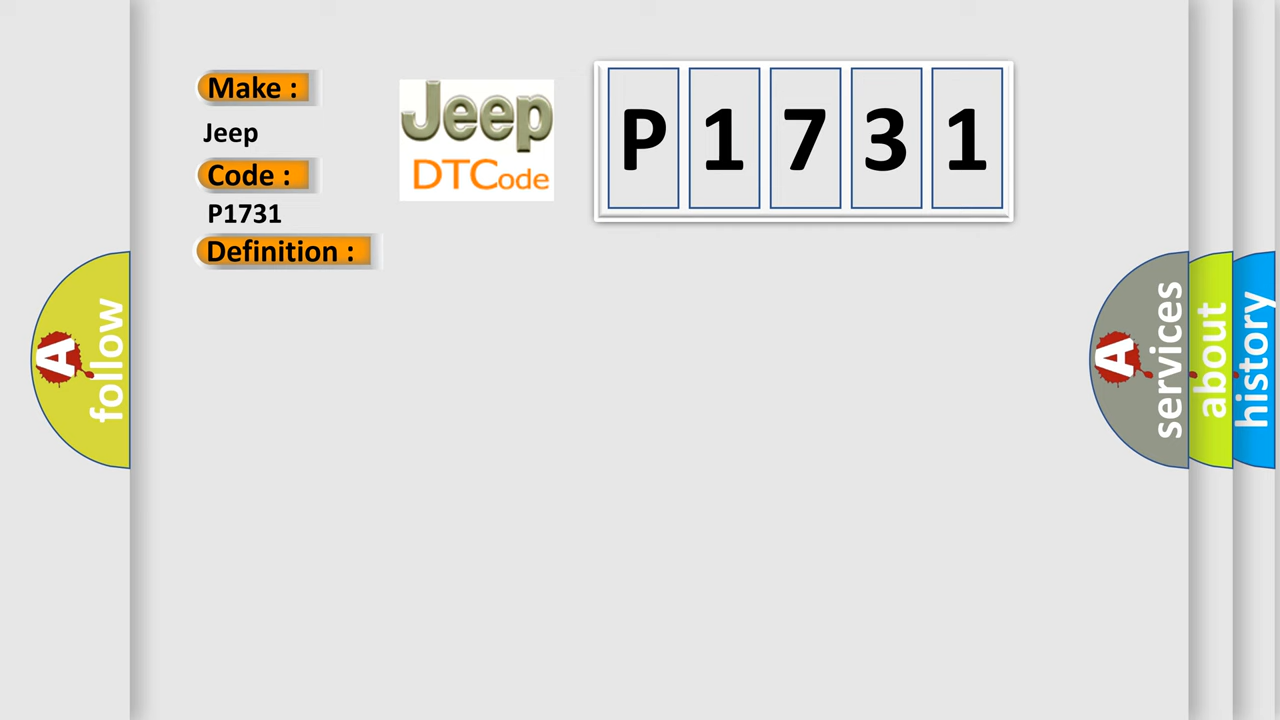 Make :
Jeep
Code :
P1731
Definition :
Jeep
DTCode
P 1 7 3 1
A
follow
A
services
about
history